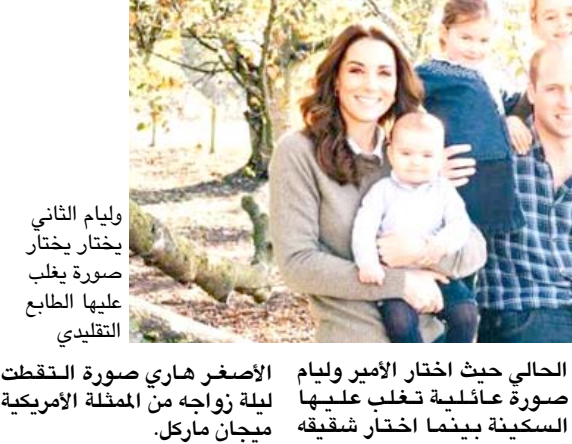 وليام الثاني
يختار يختار
صورة يغلب
عليها الطابع
التقليدي
الحالي حيث اختار الأمير وليام
صورة عائلية تغلب عليها
السكينة بينما اختار شقيقه
الأصغر هاري صورة التقطت
ليلة زواجه من الممثلة الأمريكية
ميجان ماركل.